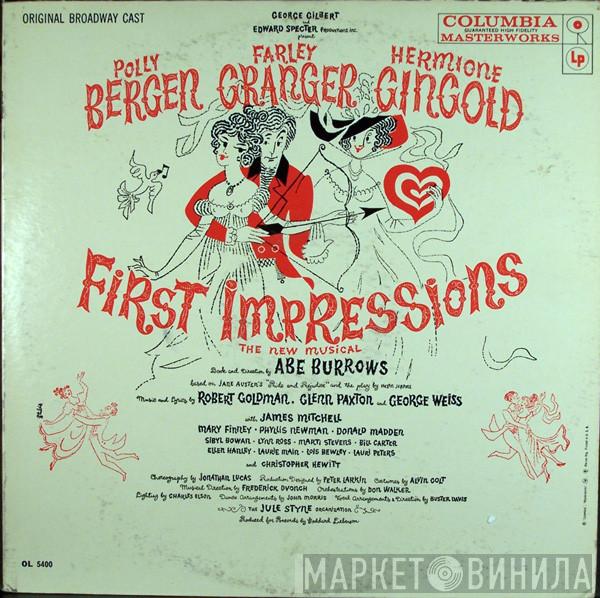 ORIGINAL BROADWAY CAST
GEORGE GILBERT
and
EDWARD SPECTER Productions Inc.
present
COLUMBIA
GUARANTEED HIGH FIDELITY
MASTERWORKS
Lp
POLLY BERGEN
FARLEY GRANGER
HERMIONE GINGOLD
FIRST IMPRESSIONS
THE NEW MUSICAL
Book and Direction by ABE BURROWS
based on JANE AUSTEN'S "Pride and Prejudice" and the play by HELEN JEROME
Music and Lyrics by ROBERT GOLDMAN, GLENN PAXTON and GEORGE WEISS
with JAMES MITCHELL
MARY FINNEY · PHYLLIS NEWMAN · DONALD MADDEN
SIBYL BOWAN · LYNN ROSS · MARTI STEVENS · BILL CARTER
ELLEN HANLEY · LAURIE MAIN · LOIS BEWLEY · LAURI PETERS
and CHRISTOPHER HEWITT
Choreography by JONATHAN LUCAS Production Designed by PETER LARKIN Costumes by ALVIN COLT
Musical Direction by FREDERICK DVONCH Orchestrations by DON WALKER
Lighting by CHARLES ELSON Dance Arrangements by JOHN MORRIS Vocal Arrangements & Direction by BUSTER DAVIS
THE JULE STYNE ORGANIZATION
Produced for Records by Goddard Lieberson
OL 5400
МАРКЕТ ВИНИЛА